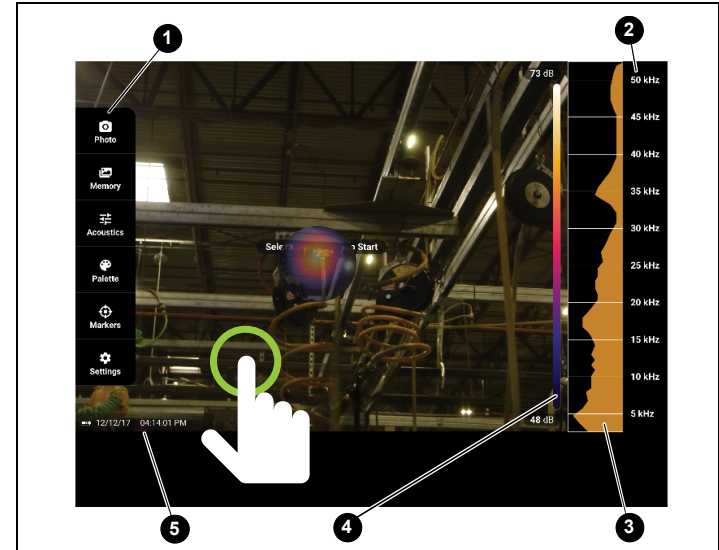 1
2
73 dB
50 kHz
45 kHz
40 kHz
35 kHz
30 kHz
25 kHz
20 kHz
15 kHz
10 kHz
5 kHz
Photo
Memory
Acoustics
Palette
Markers
Settings
Selec
o Start
48 dB
12/12/17 04:14:01 PM
5
4
3